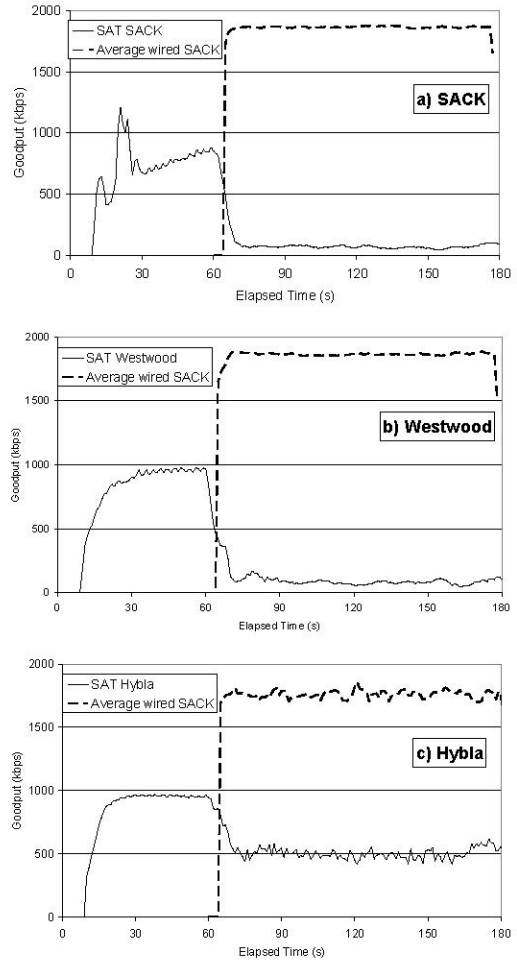 2000
1500
1000
500
0
Goodput (kbps)
SAT SACK
Average wired SACK
a) SACK
0 30 60 90 120 150 180
Elapsed Time (s)
2000
1500
1000
500
0
Goodput (kbps)
SAT Westwood
Average wired SACK
b) Westwood
0 30 60 90 120 150 180
Elapsed Time (s)
2000
1500
1000
500
0
Goodput (kbps)
SAT Hybla
Average wired SACK
c) Hybla
0 30 60 90 120 150 180
Elapsed Time (s)